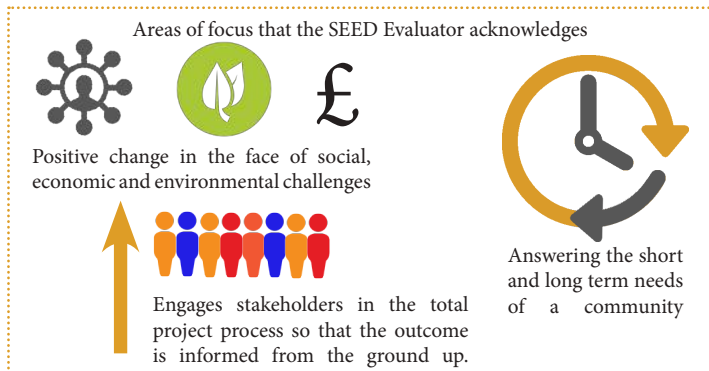 Areas of focus that the SEED Evaluator acknowledges
£
Positive change in the face of social,
economic and environmental challenges
Engages stakeholders in the total
project process so that the outcome
is informed from the ground up.
Answering the short
and long term needs
of a community